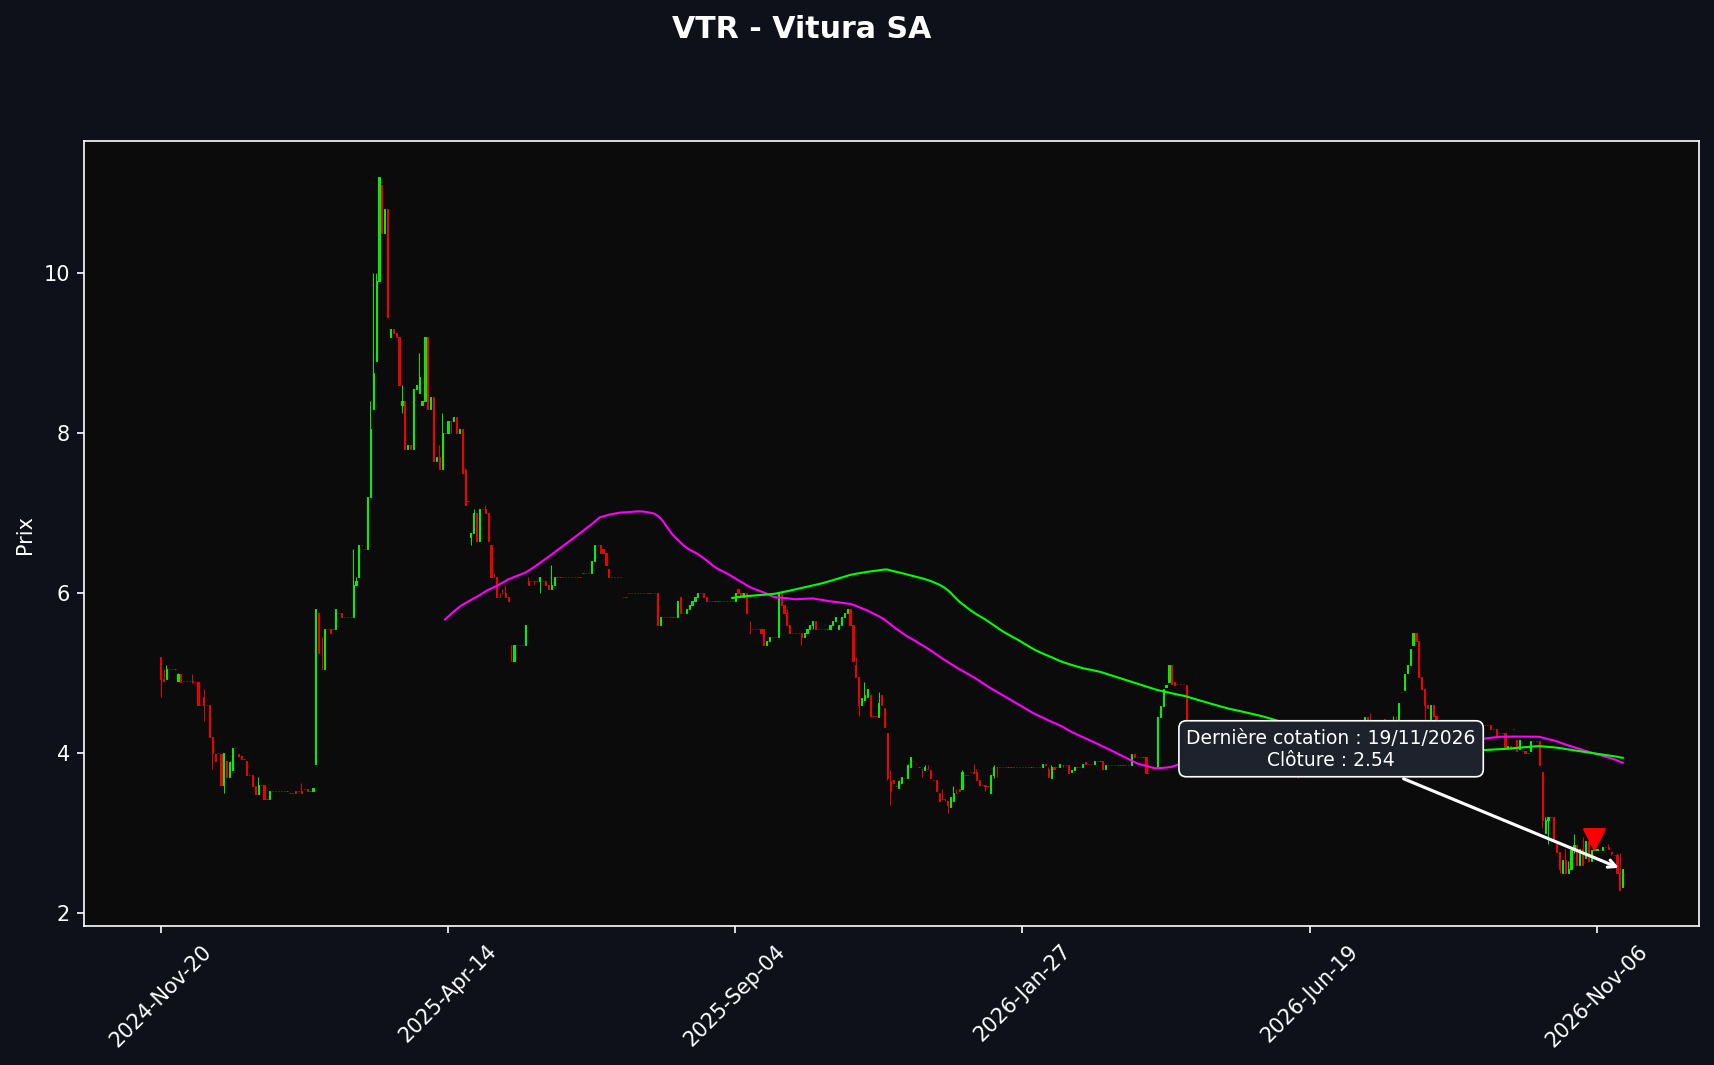 VTR - Vitura SA
Prix
10
8
6
4
2
Dernière cotation : 19/11/2026
Clôture : 2.54
2024-Nov-20
2025-Apr-14
2025-Sep-04
2026-Jan-27
2026-Jun-19
2026-Nov-06